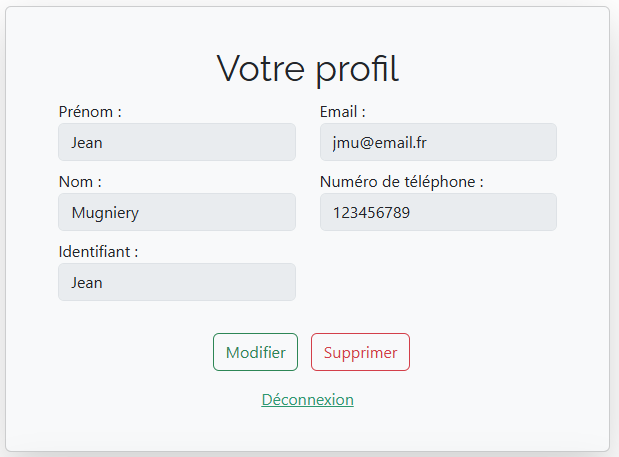 Votre profil
Prénom :
Jean
Nom :
Mugniery
Identifiant :
Jean
Email :
jmu@email.fr
Numéro de téléphone :
123456789
Modifier
Supprimer
Déconnexion